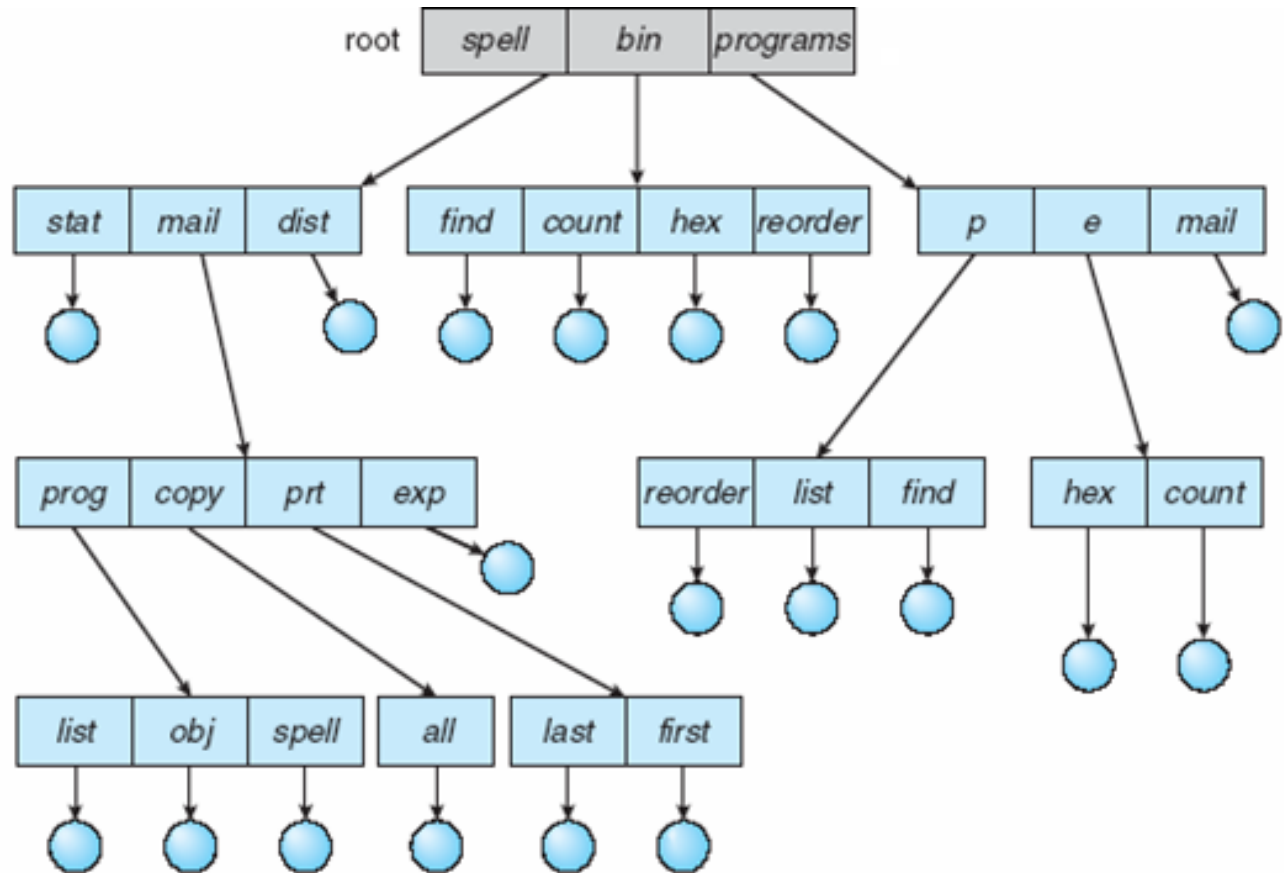 root spell bin programs
stat mail dist find count hex reorder p e mail
prog copy prt exp reorder list find hex count
list obj spell all last first